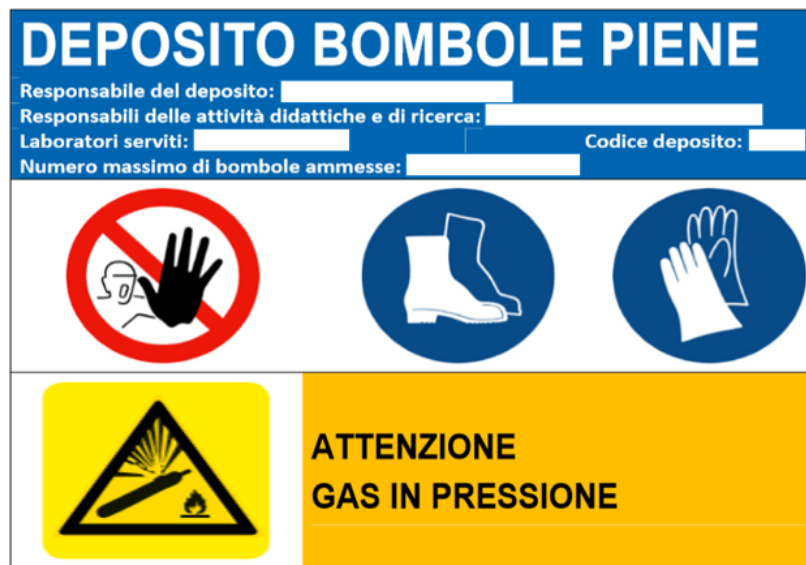 DEPOSITO BOMBOLE PIENE
Responsabile del deposito:
Responsabili delle attività didattiche e di ricerca:
Laboratori serviti: Codice deposito:
Numero massimo di bombole ammesse:
ATTENZIONE
GAS IN PRESSIONE